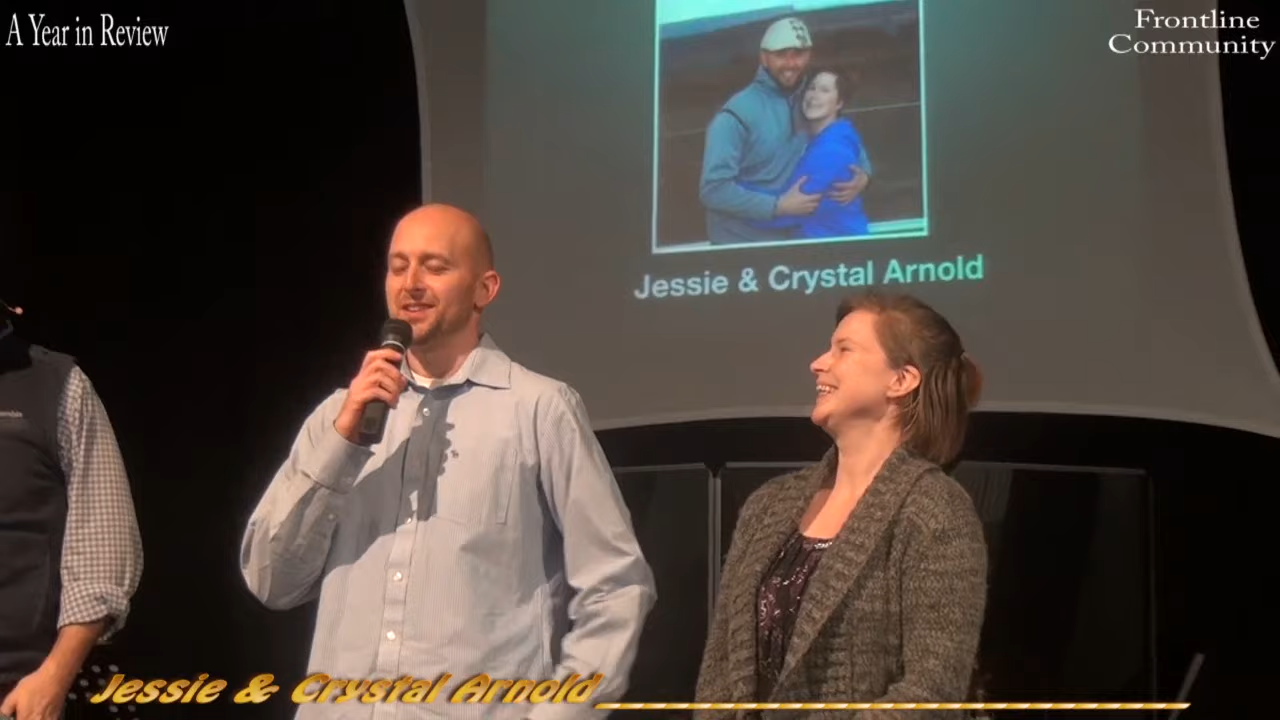 A Year in Review
Frontline
Community
Jessie & Crystal Arnold
Jessie & Crystal Arnold